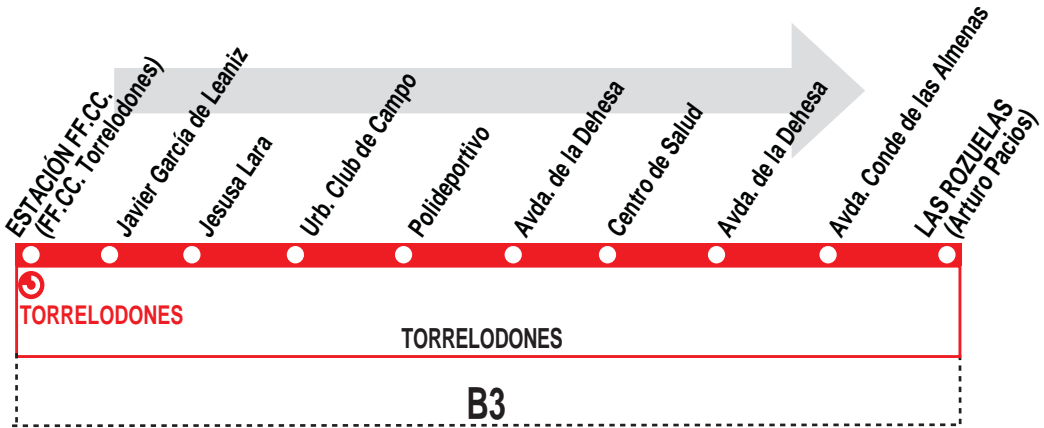 ESTACIÓN FF.CC.
(FF.CC. Torrelodones)
Javier García de Leaniz
Jesusa Lara
Urb. Club de Campo
Polideportivo
Avda. de la Dehesa
Centro de Salud
Avda. de la Dehesa
Avda. Conde de las Almenas
LAS ROZUELAS
(Arturo Pacios)
TORRELODONES
TORRELODONES
B3